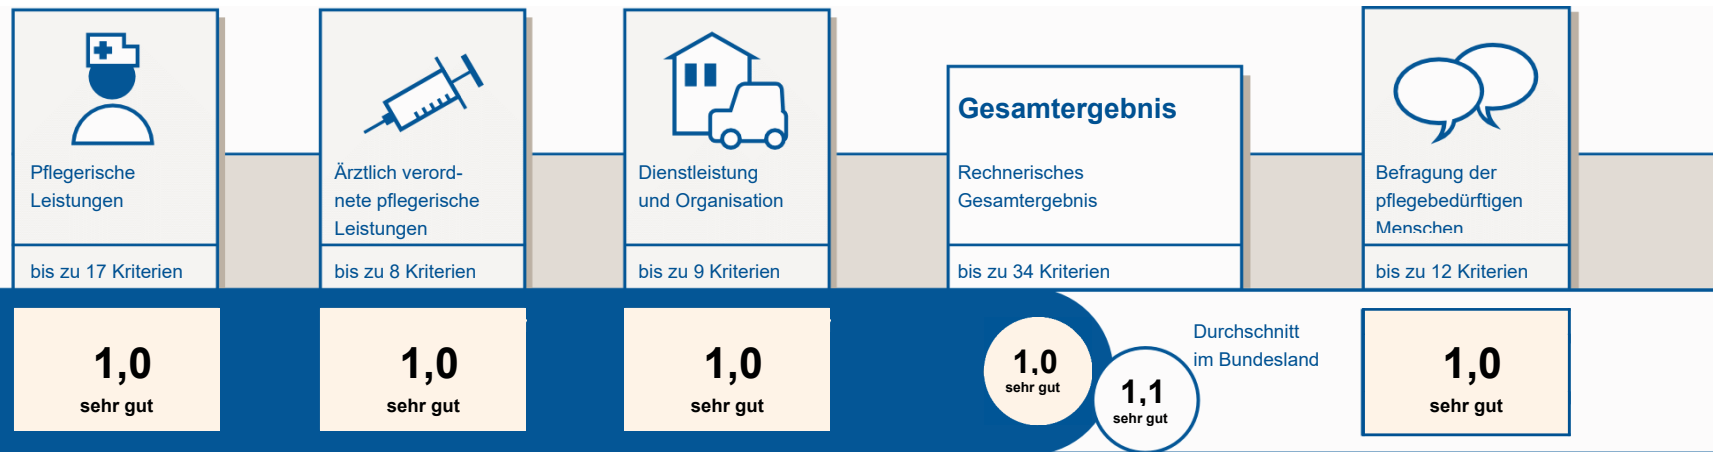 Pflegerische
Leistungen
bis zu 17 Kriterien
1,0
sehr gut
Ärztlich verord-
nete pflegerische
Leistungen
bis zu 8 Kriterien
1,0
sehr gut
Dienstleistung
und Organisation
bis zu 9 Kriterien
1,0
sehr gut
Gesamtergebnis
Rechnerisches
Gesamtergebnis
bis zu 34 Kriterien
1,0
sehr gut
1,1
sehr gut
Durchschnitt
im Bundesland
Befragung der
pflegebedürftigen
Menschen
bis zu 12 Kriterien
1,0
sehr gut